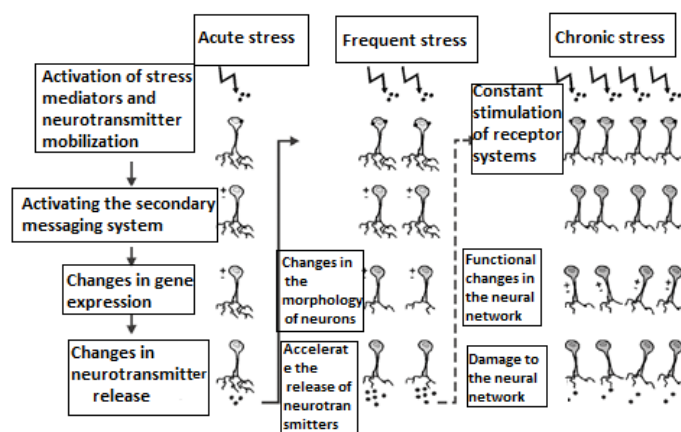 Acute stress
Frequent stress
Chronic stress
Activation of stress
mediators and
neurotransmitter
mobilization
Activating the secondary
messaging system
Changes in gene
expression
Changes in
neurotransmitter
release
Changes in
the
morphology
of neurons
Accelerat
e the
release of
neurotran
smitters
Constant
stimulation
of receptor
systems
Functional
changes in
the neural
network
Damage to
the neural
network